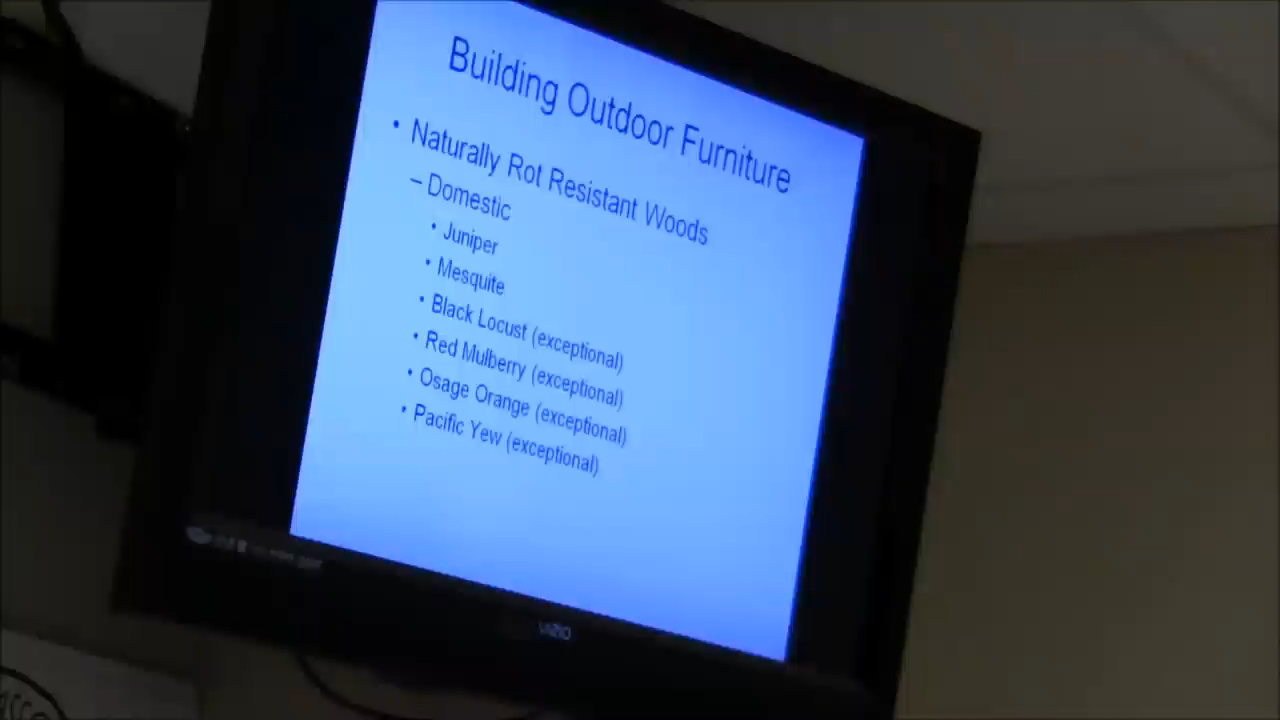 Building Outdoor Furniture
• Naturally Rot Resistant Woods
– Domestic
• Juniper
• Mesquite
• Black Locust (exceptional)
• Red Mulberry (exceptional)
• Osage Orange (exceptional)
• Pacific Yew (exceptional)
VIZIO